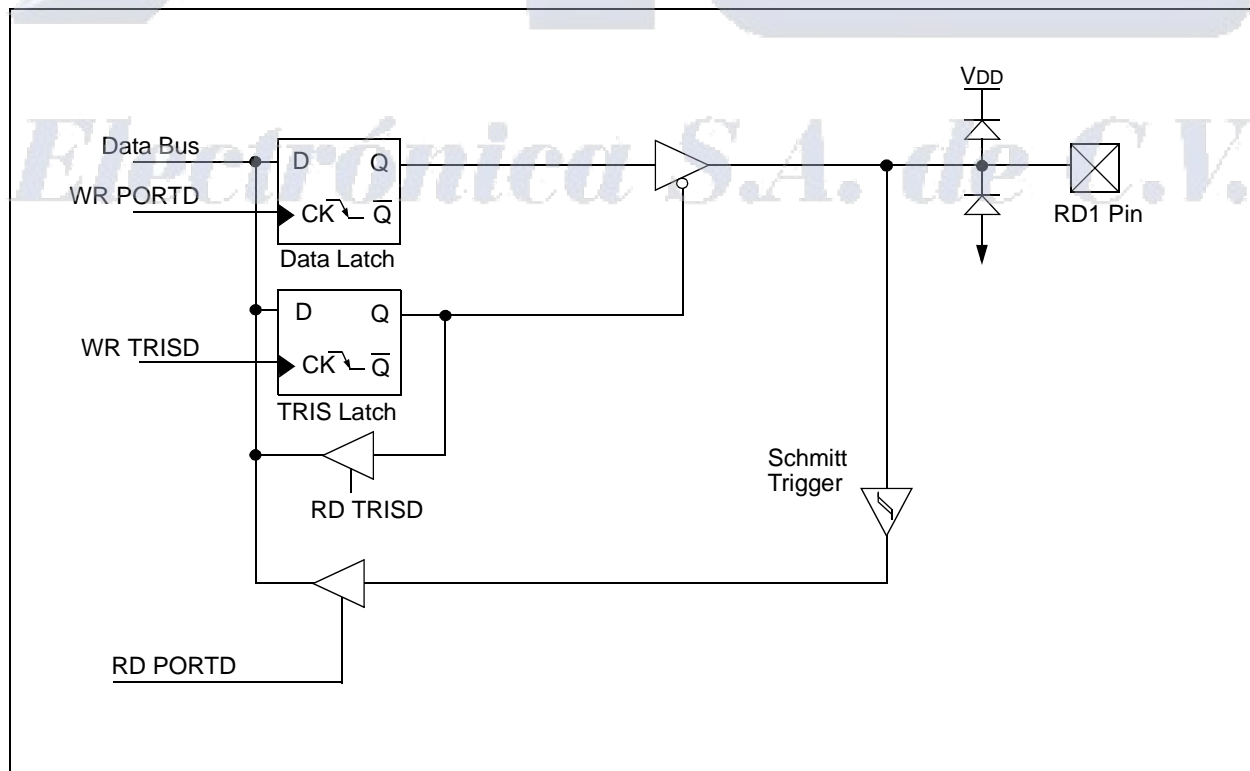 VDD
Electrónica S.A. de C.V.
Data Bus
D Q
WR PORTD
CK Q
RD1 Pin
Data Latch
D Q
WR TRISD
CK Q
TRIS Latch
Schmitt
Trigger
RD TRISD
RD PORTD